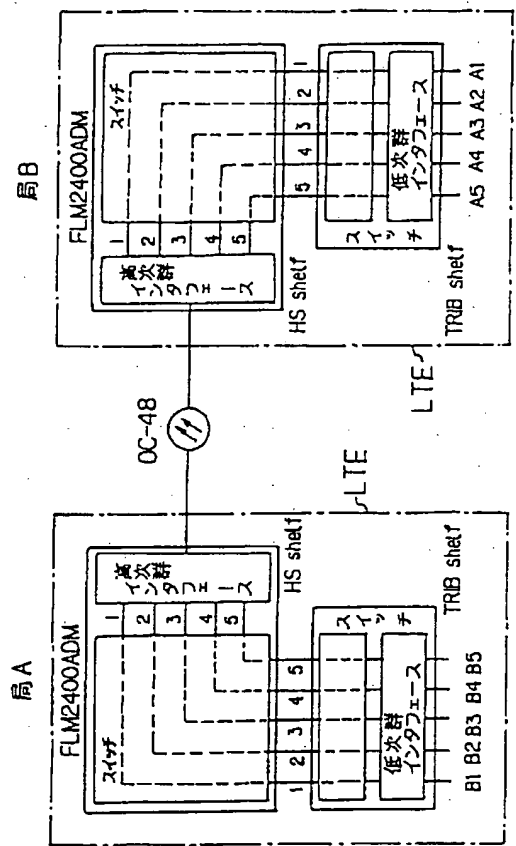 局A
FLM2400ADM
スイッチ
1
2
3
4
5
高次群
インタフェース
HS shelf
1
2
3
4
5
スイッチ
低次群
インタフェース
TRIB shelf
B1 B2 B3 B4 B5
LTE
OC-48
局B
FLM2400ADM
高次群
インタフェース
1
2
3
4
5
スイッチ
HS shelf
5
4
3
2
1
スイッチ
低次群
インタフェース
TRIB shelf
A5 A4 A3 A2 A1
LTE